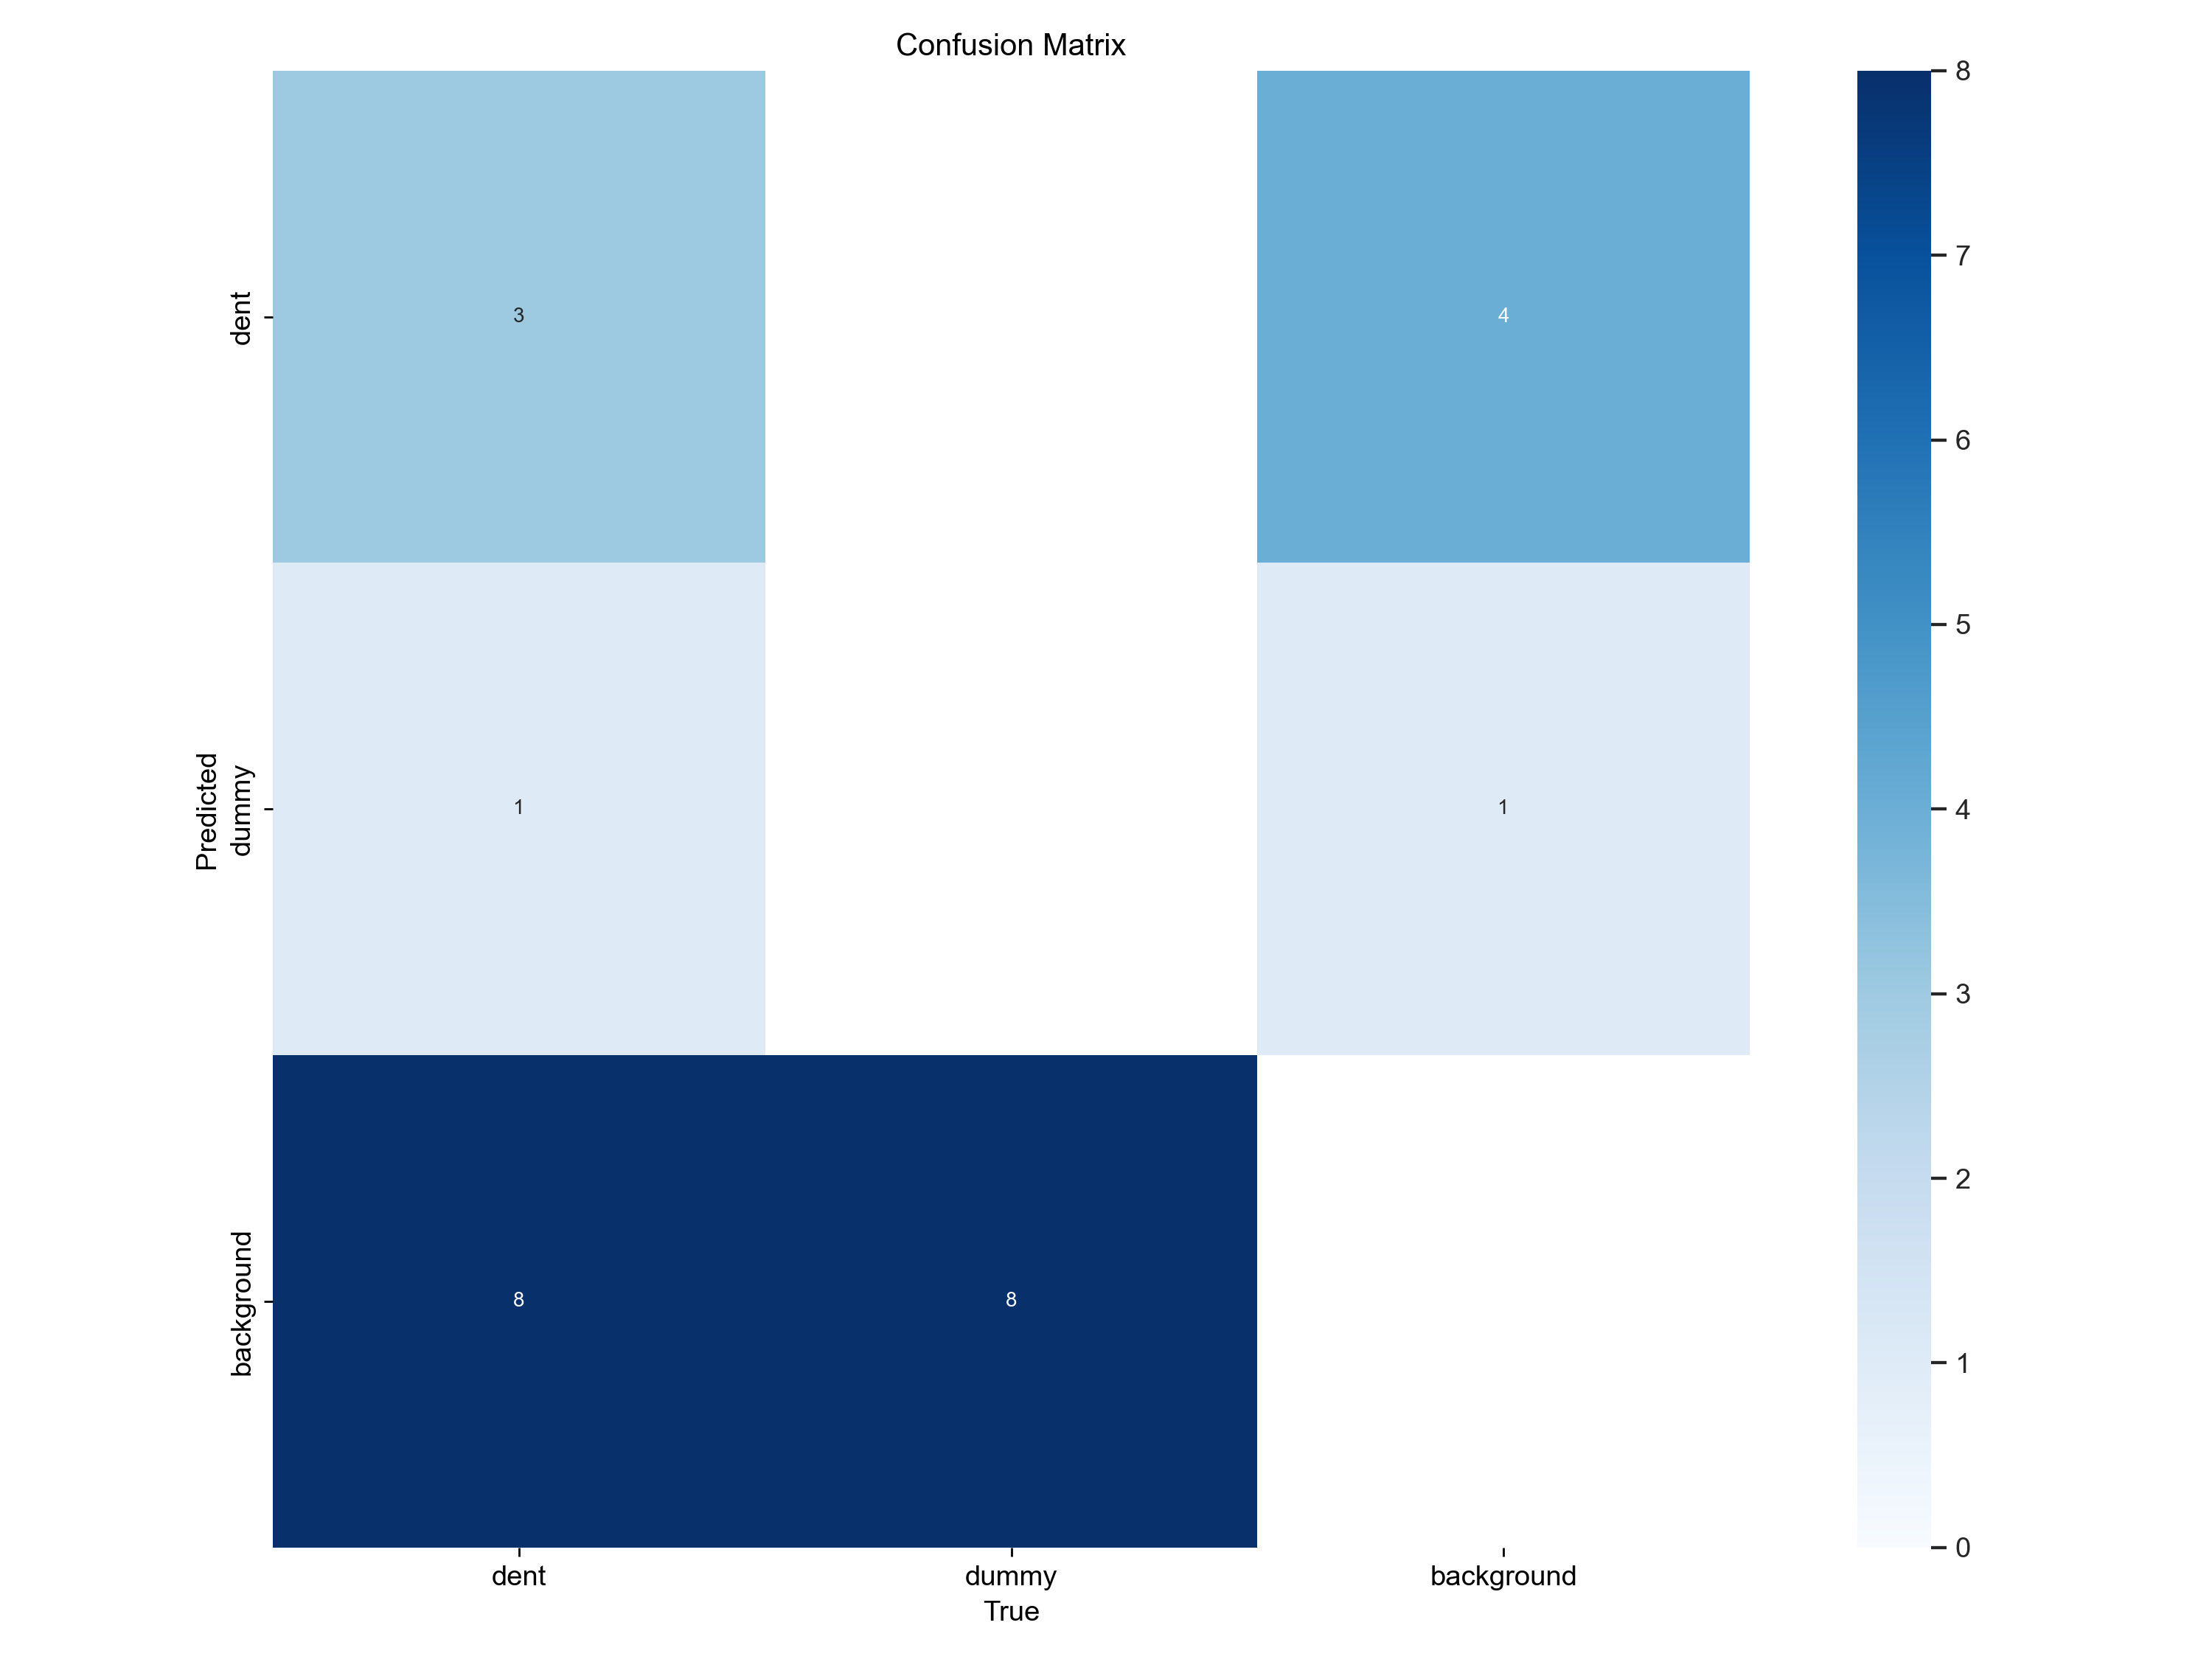 Confusion Matrix
Predicted
dent
dummy
background
3
4
1
1
8
8
dent
dummy
background
True
8
7
6
5
4
3
2
1
0